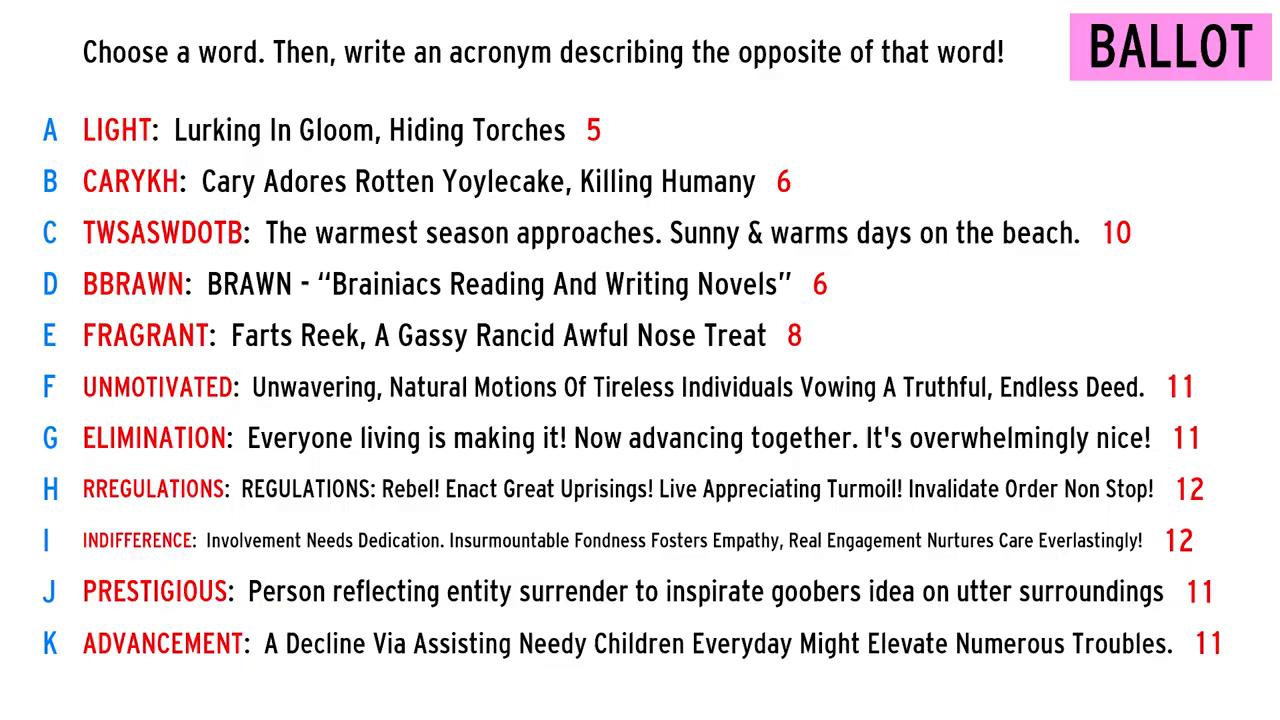 Choose a word. Then, write an acronym describing the opposite of that word!
BALLOT
A LIGHT: Lurking In Gloom, Hiding Torches 5
B CARYKH: Cary Adores Rotten Yoylecake, Killing Humany 6
C TWSASWDOTB: The warmest season approaches. Sunny & warms days on the beach. 10
D BBRAWN: BRAWN - “Brainiacs Reading And Writing Novels” 6
E FRAGRANT: Farts Reek, A Gassy Rancid Awful Nose Treat 8
F UNMOTIVATED: Unwavering, Natural Motions Of Tireless Individuals Vowing A Truthful, Endless Deed. 11
G ELIMINATION: Everyone living is making it! Now advancing together. It's overwhelmingly nice! 11
H RREGULATIONS: REGULATIONS: Rebel! Enact Great Uprisings! Live Appreciating Turmoil! Invalidate Order Non Stop! 12
I INDIFFERENCE: Involvement Needs Dedication. Insurmountable Fondness Fosters Empathy, Real Engagement Nurtures Care Everlastingly! 12
J PRESTIGIOUS: Person reflecting entity surrender to inspirate goobers idea on utter surroundings 11
K ADVANCEMENT: A Decline Via Assisting Needy Children Everyday Might Elevate Numerous Troubles. 11